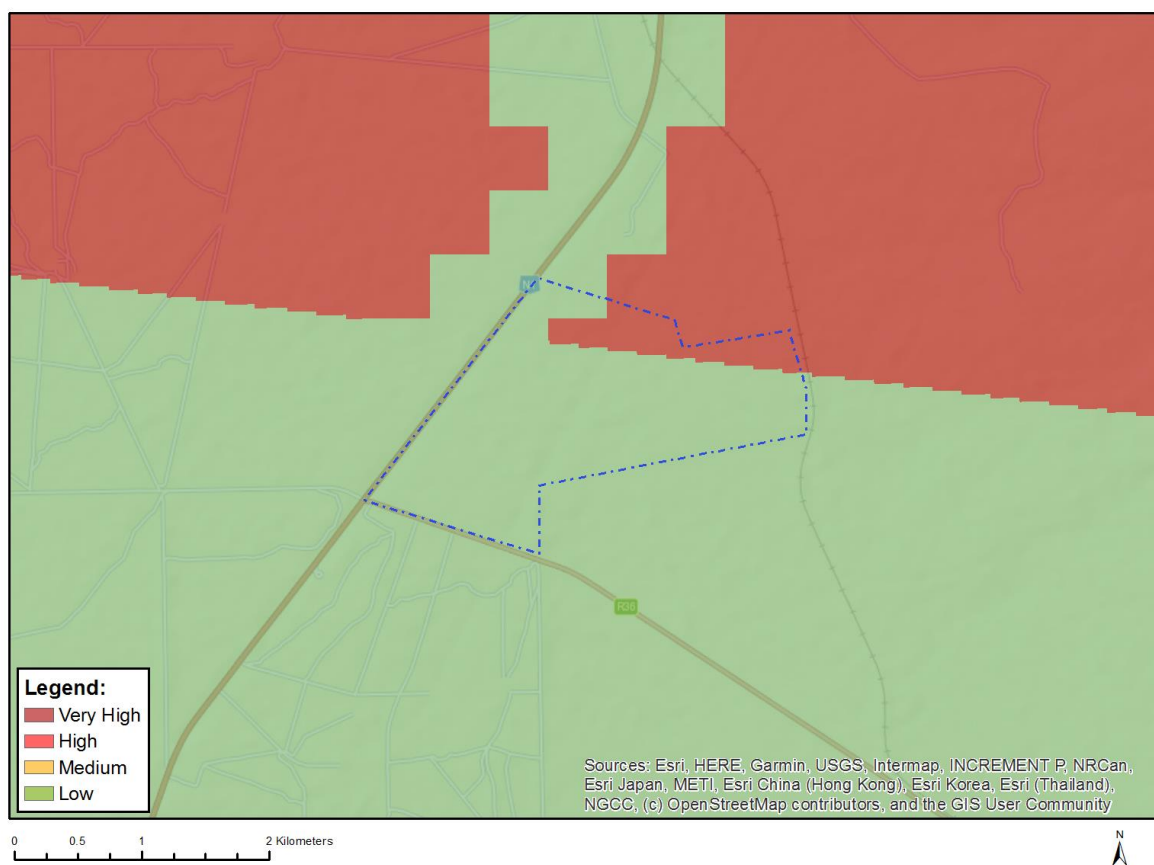 R36
Legend:
Very High
High
Medium
Low
Sources: Esri, HERE, Garmin, USGS, Intermap, INCREMENT P, NRCan,
Esri Japan, METI, Esri China (Hong Kong), Esri Korea, Esri (Thailand),
NGCC, (c) OpenStreetMap contributors, and the GIS User Community
0 0.5 1 2 Kilometers
N